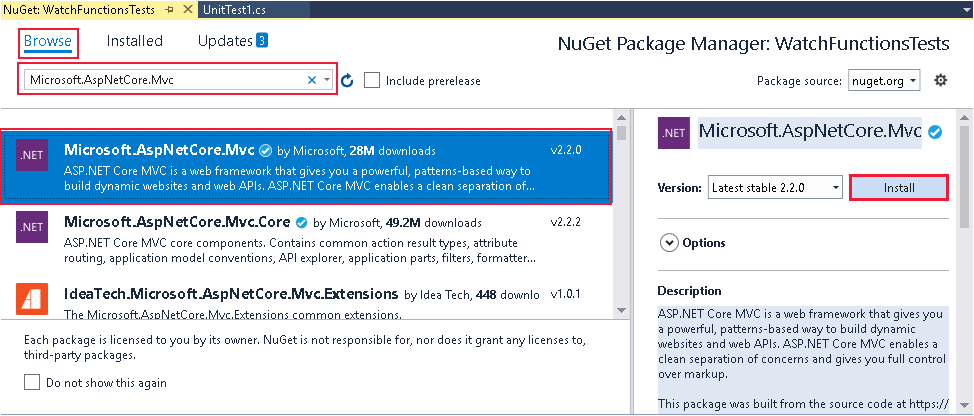 NuGet: WatchFunctionsTests
UnitTest1.cs
Browse
Installed
Updates 3
NuGet Package Manager: WatchFunctionsTests
Microsoft.AspNetCore.Mvc
Include prerelease
Package source: nuget.org
.NET
Microsoft.AspNetCore.Mvc by Microsoft, 28M downloads v2.2.0
ASP.NET Core MVC is a web framework that gives you a powerful, patterns-based way to
build dynamic websites and web APIs. ASP.NET Core MVC enables a clean separation of...
.NET
Microsoft.AspNetCore.Mvc.Core by Microsoft, 49.2M downloads v2.2.2
ASP.NET Core MVC core components. Contains common action result types, attribute
routing, application model conventions, API explorer, application parts, filters, formatter...
IdeaTech.Microsoft.AspNetCore.Mvc.Extensions by Idea Tech, 448 downlo v1.0.1
The Microsoft.AspNetCore.Mvc.Extensions common extensions.
Each package is licensed to you by its owner. NuGet is not responsible for, nor does it grant any licenses to,
third-party packages.
Do not show this again
.NET
Microsoft.AspNetCore.Mvc
Version: Latest stable 2.2.0
Install
Options
Description
ASP.NET Core MVC is a web framework that gives you
a powerful, patterns-based way to build dynamic
websites and web APIs. ASP.NET Core MVC enables a
clean separation of concerns and gives you full control
over markup.
This package was built from the source code at https://